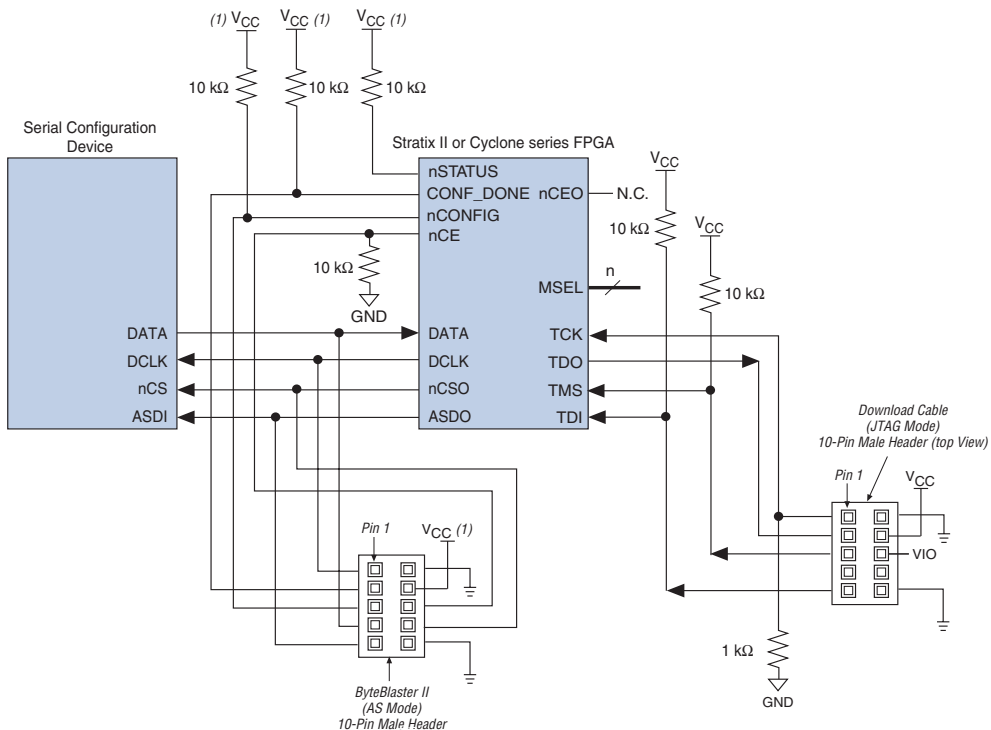 (1) VCC
VCC (1)
VCC (1)
10 kΩ
10 kΩ
10 kΩ
Serial Configuration
Device
Stratix II or Cyclone series FPGA
nSTATUS
CONF_DONE
nCONFIG
nCE
nCEO
N.C.
VCC
10 kΩ
VCC
10 kΩ
10 kΩ
GND
MSEL
n
DATA
DCLK
nCS
ASDI
DATA
DCLK
nCSO
ASDO
TCK
TDO
TMS
TDI
Download Cable
(JTAG Mode)
10-Pin Male Header (top View)
Pin 1
VCC
VIO
Pin 1
VCC (1)
1 kΩ
GND
ByteBlaster II
(AS Mode)
10-Pin Male Header